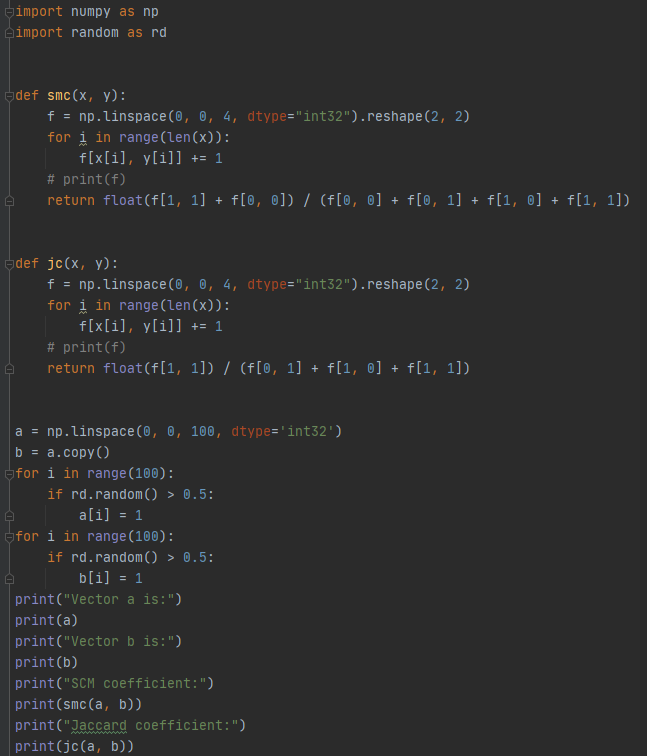 import numpy as np
import random as rd
def smc(x, y):
    f = np.linspace(0, 0, 4, dtype="int32").reshape(2, 2)
    for i in range(len(x)):
        f[x[i], y[i]] += 1
    # print(f)
    return float(f[1, 1] + f[0, 0]) / (f[0, 0] + f[0, 1] + f[1, 0] + f[1, 1])
def jc(x, y):
    f = np.linspace(0, 0, 4, dtype="int32").reshape(2, 2)
    for i in range(len(x)):
        f[x[i], y[i]] += 1
    # print(f)
    return float(f[1, 1]) / (f[0, 1] + f[1, 0] + f[1, 1])
a = np.linspace(0, 0, 100, dtype='int32')
b = a.copy()
for i in range(100):
    if rd.random() > 0.5:
        a[i] = 1
for i in range(100):
    if rd.random() > 0.5:
        b[i] = 1
print("Vector a is:")
print(a)
print("Vector b is:")
print(b)
print("SCM coefficient:")
print(smc(a, b))
print("Jaccard coefficient:")
print(jc(a, b))